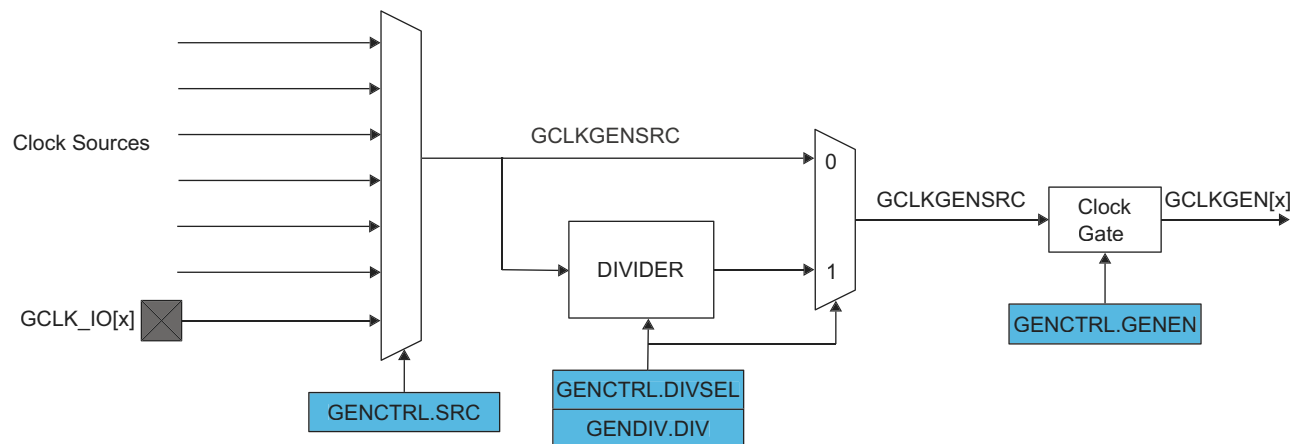 GCLKGENSRC
0
Clock Sources
GCLKGENSRC
Clock
Gate
GCLKGEN[x]
DIVIDER
1
GCLK_IO[x]
GENCTRL.GENEN
GENCTRL.DIVSEL
GENCTRL.SRC
GENDIV.DIV